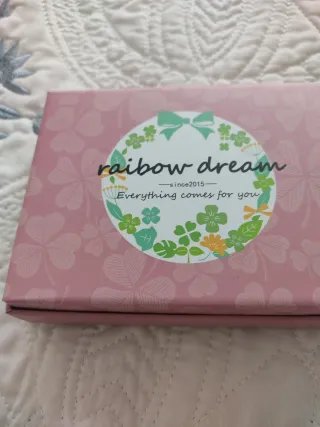 raibow dream
—since2015—
Everything comes for you